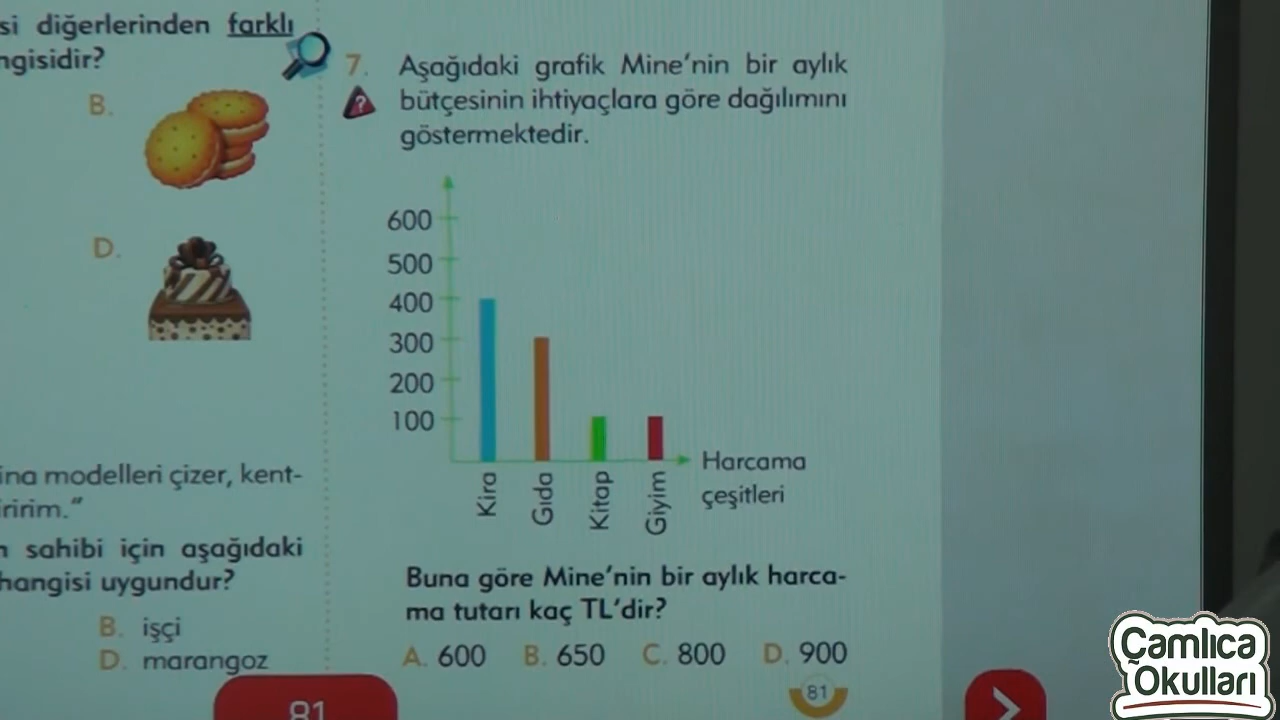 si diğerlerinden farklı
ngisidir?
B.
D.
ina modelleri çizer, kent-
ririm."
n sahibi için aşağıdaki
hangisi uygundur?
B. işçi
D. marangoz
81
7. Aşağıdaki grafik Mine'nin bir aylık
bütçesinin ihtiyaçlara göre dağılımını
göstermektedir.
?
600
500
400
300
200
100
Kira
Gıda
Kitap
Giyim
Harcama
çeşitleri
Buna göre Mine'nin bir aylık harca-
ma tutarı kaç TL'dir?
A. 600 B. 650 C. 800 D. 900
81
Çamlıca
Okulları